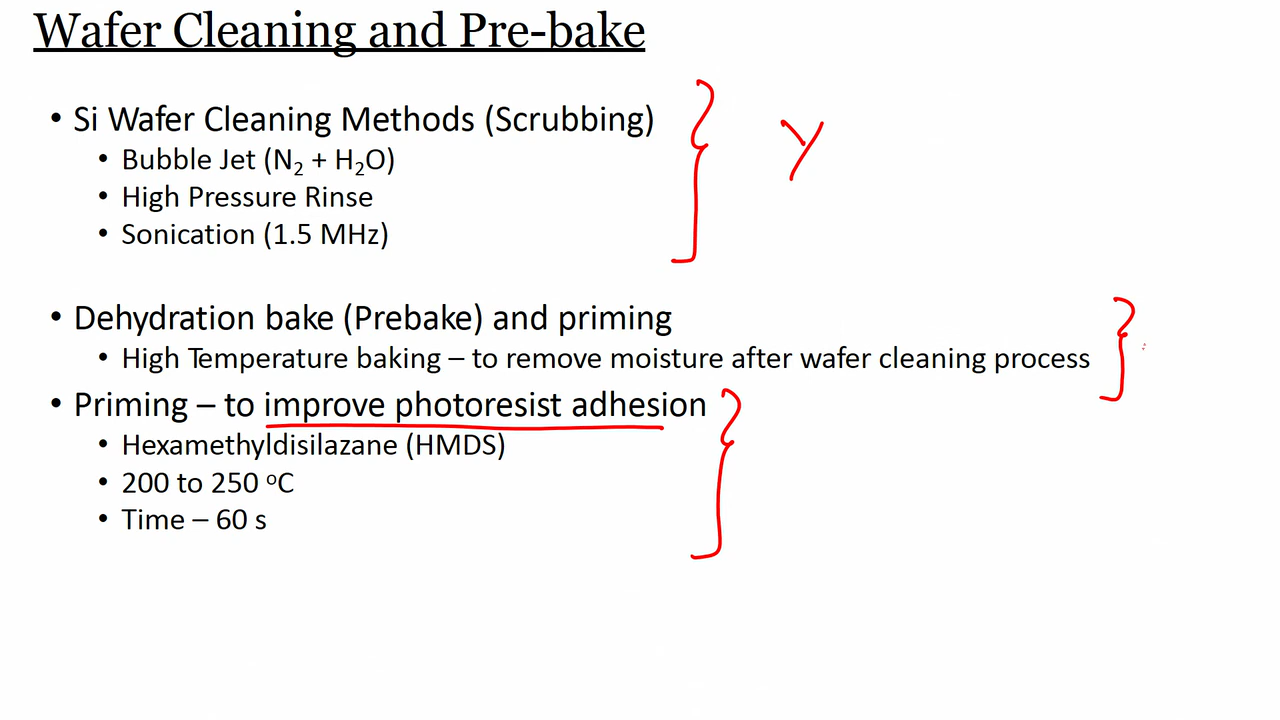 Wafer Cleaning and Pre-bake
• Si Wafer Cleaning Methods (Scrubbing)
• Bubble Jet (N₂ + H₂O)
• High Pressure Rinse
• Sonication (1.5 MHz)
y
• Dehydration bake (Prebake) and priming
• High Temperature baking – to remove moisture after wafer cleaning process
• Priming – to improve photoresist adhesion
• Hexamethyldisilazane (HMDS)
• 200 to 250 ᵒC
• Time – 60 s